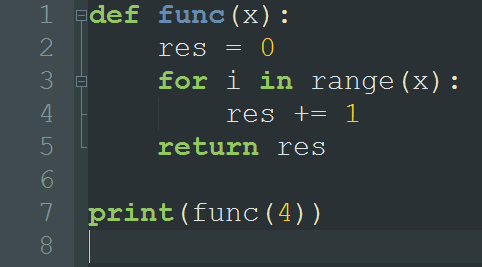 1 def func(x):
2     res = 0
3     for i in range(x):
4         res += 1
5     return res
6
7 print(func(4))
8